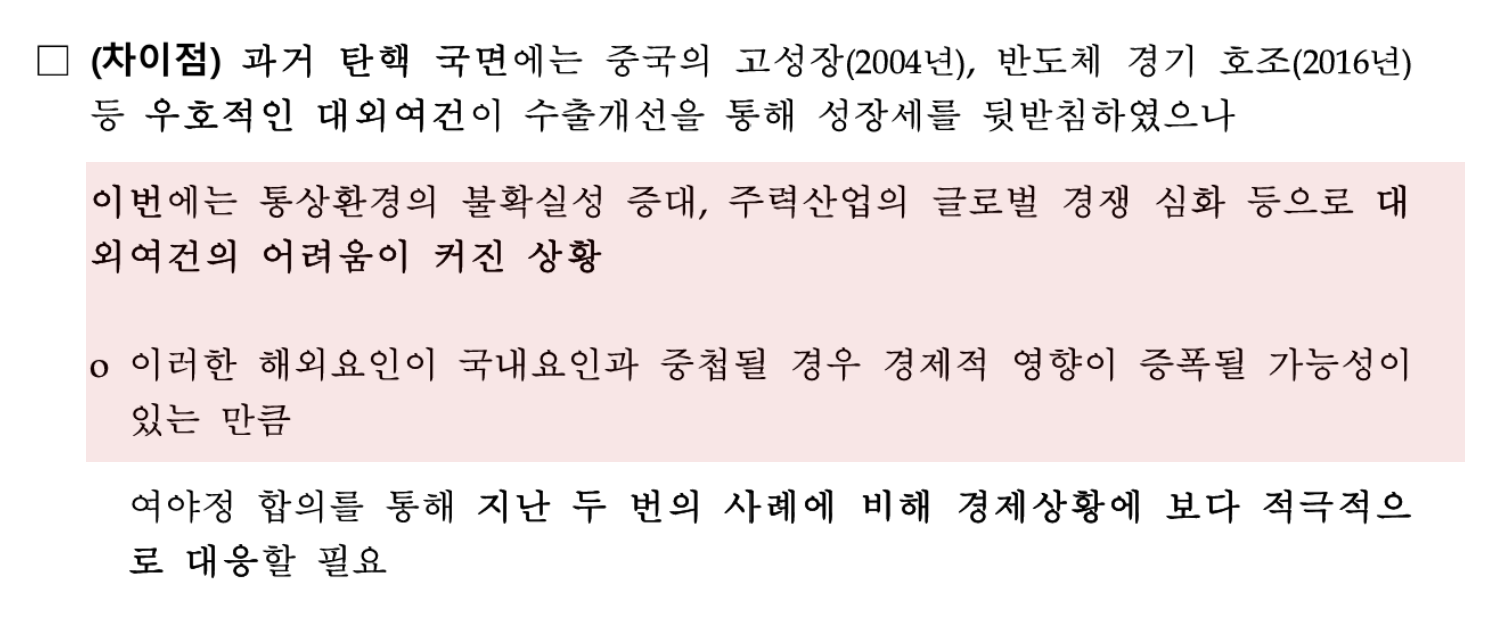 □ (차이점) 과거 탄핵 국면에는 중국의 고성장(2004년), 반도체 경기 호조(2016년)
등 우호적인 대외여건이 수출개선을 통해 성장세를 뒷받침하였으나
이번에는 통상환경의 불확실성 증대, 주력산업의 글로벌 경쟁 심화 등으로 대
외여건의 어려움이 커진 상황
o 이러한 해외요인이 국내요인과 중첩될 경우 경제적 영향이 증폭될 가능성이
있는 만큼
여야정 합의를 통해 지난 두 번의 사례에 비해 경제상황에 보다 적극적으
로 대응할 필요